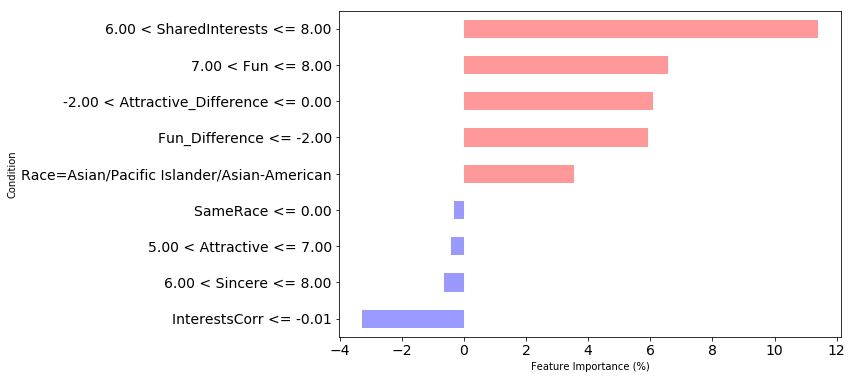 6.00 < SharedInterests <= 8.00
7.00 < Fun <= 8.00
-2.00 < Attractive_Difference <= 0.00
Fun_Difference <= -2.00
Race=Asian/Pacific Islander/Asian-American
SameRace <= 0.00
5.00 < Attractive <= 7.00
6.00 < Sincere <= 8.00
InterestsCorr <= -0.01
Condition
−4 −2 0 2 4 6 8 10 12
Feature Importance (%)